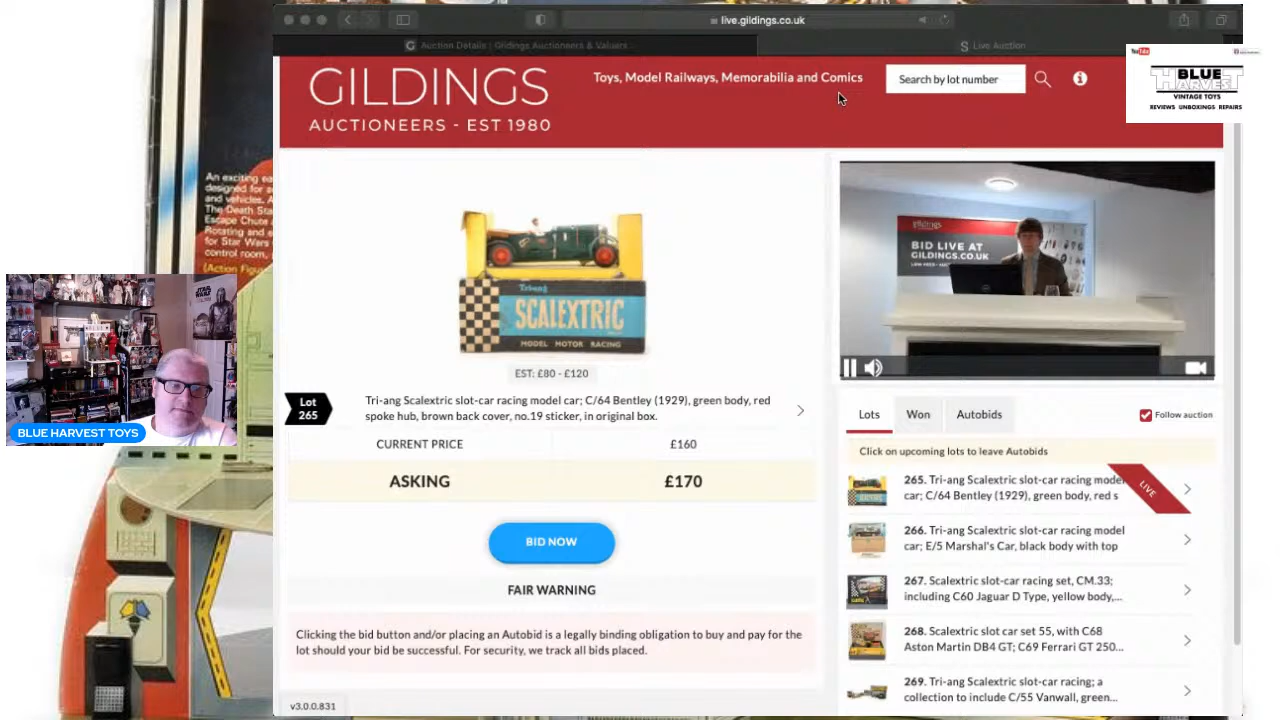 live.gildings.co.uk
Auction Details | Gildings Auctioneers & Valuers...
Live Auction
GILDINGS
AUCTIONEERS - EST 1980
Toys, Model Railways, Memorabilia and Comics
Search by lot number
YouTube
BLUE
HARVEST
VINTAGE TOYS
REVIEWS UNBOXINGS REPAIRS
An exciting
designed for
and vehicles.
The Death Sta
Escape Chute
Rotating and
for Star Wars
control room,
(Action Figu
STAR WARS
BLUE HARVEST TOYS
Tri-ang
SCALEXTRIC
MODEL MOTOR RACING
EST: £80 - £120
Lot
265
Tri-ang Scalextric slot-car racing model car; C/64 Bentley (1929), green body, red
spoke hub, brown back cover, no.19 sticker, in original box.
CURRENT PRICE £160
ASKING £170
BID NOW
FAIR WARNING
Clicking the bid button and/or placing an Autobid is a legally binding obligation to buy and pay for the
lot should your bid be successful. For security, we track all bids placed.
v3.0.0.831
gildings
BID LIVE AT
GILDINGS.CO.UK
Lots Won Autobids
Follow auction
Click on upcoming lots to leave Autobids
265. Tri-ang Scalextric slot-car racing model
car; C/64 Bentley (1929), green body, red s
LIVE
266. Tri-ang Scalextric slot-car racing model
car; E/5 Marshal's Car, black body with top
267. Scalextric slot-car racing set, CM.33;
including C60 Jaguar D Type, yellow body,...
268. Scalextric slot car set 55, with C68
Aston Martin DB4 GT; C69 Ferrari GT 250...
269. Tri-ang Scalextric slot-car racing; a
collection to include C/55 Vanwall, green...